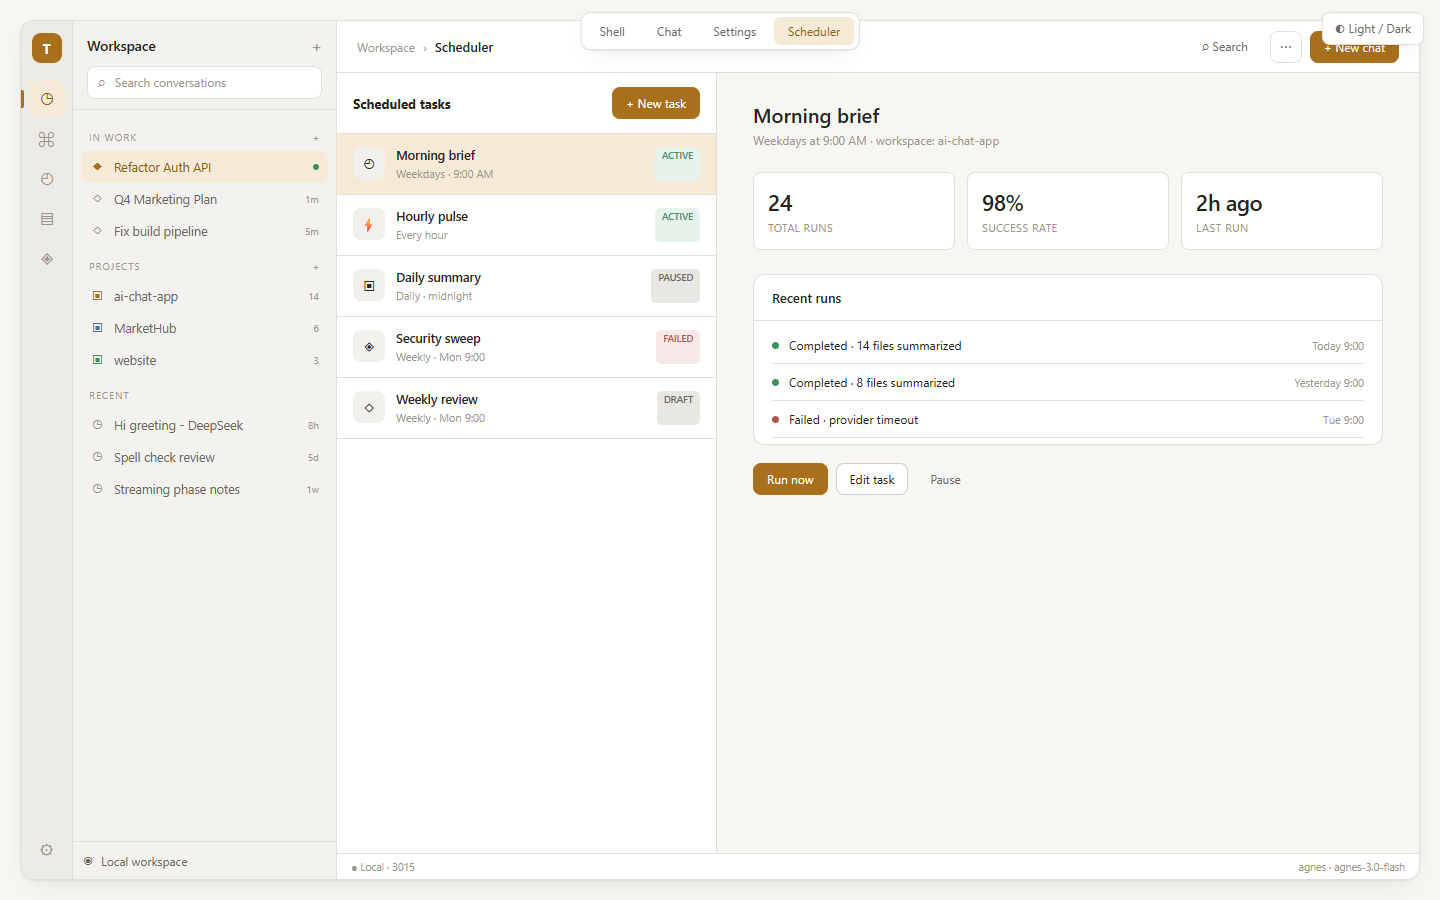 Shell Chat Settings Scheduler
Light / Dark
T
Workspace +
Search conversations
IN WORK +
Refactor Auth API
Q4 Marketing Plan 1m
Fix build pipeline 5m
PROJECTS +
ai-chat-app 14
MarketHub 6
website 3
RECENT
Hi greeting - DeepSeek 8h
Spell check review 5d
Streaming phase notes 1w
Local workspace
Workspace › Scheduler
Search
···
+ New chat
Scheduled tasks
+ New task
Morning brief
Weekdays · 9:00 AM
ACTIVE
Hourly pulse
Every hour
ACTIVE
Daily summary
Daily · midnight
PAUSED
Security sweep
Weekly · Mon 9:00
FAILED
Weekly review
Weekly · Mon 9:00
DRAFT
Morning brief
Weekdays at 9:00 AM · workspace: ai-chat-app
24
TOTAL RUNS
98%
SUCCESS RATE
2h ago
LAST RUN
Recent runs
Completed · 14 files summarized Today 9:00
Completed · 8 files summarized Yesterday 9:00
Failed · provider timeout Tue 9:00
Run now Edit task Pause
Local · 3015
agnes · agnes-3.0-flash